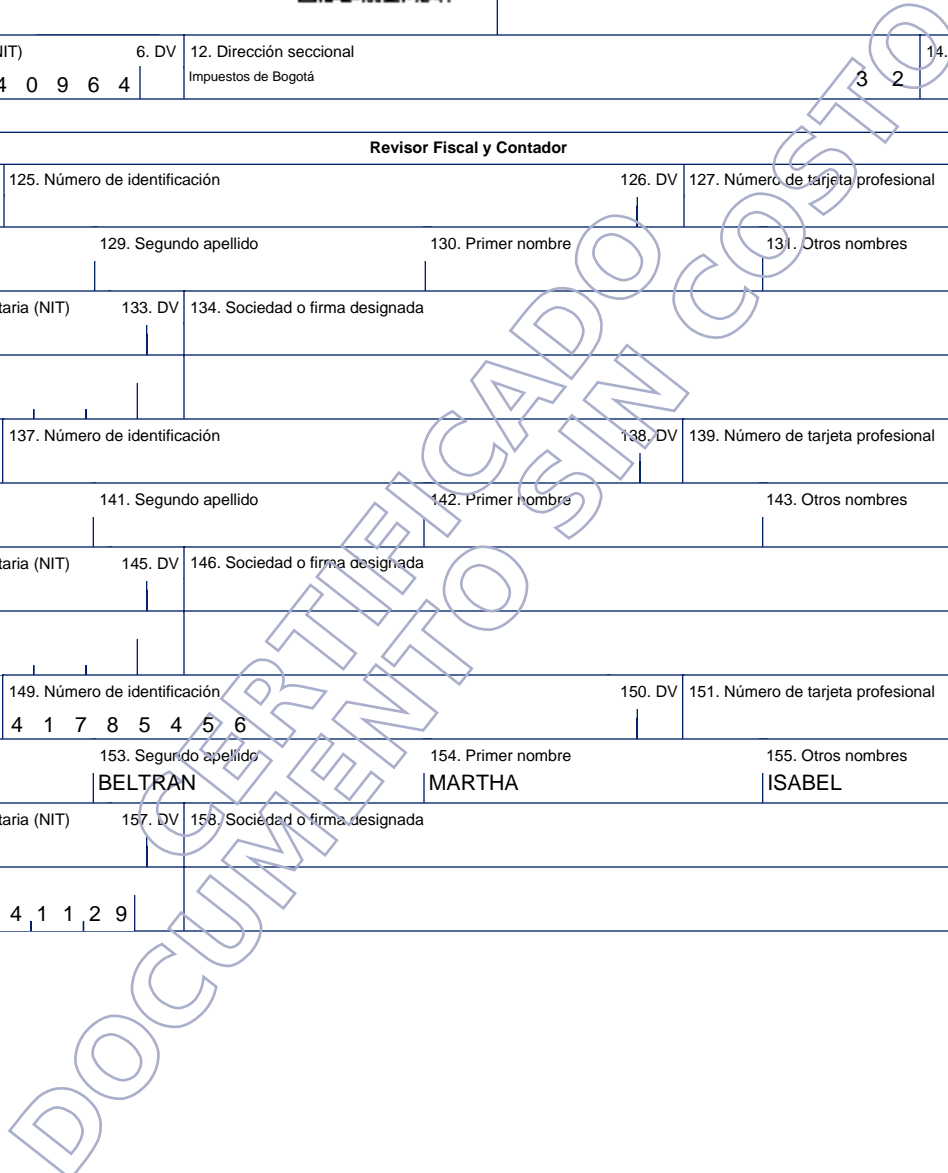 IIT) 6. DV 12. Dirección seccional 14.
4 0 9 6 4 Impuestos de Bogotá 3 2
Revisor Fiscal y Contador
125. Número de identificación 126. DV 127. Número de tarjeta profesional
129. Segundo apellido 130. Primer nombre 131. Otros nombres
taria (NIT) 133. DV 134. Sociedad o firma designada
137. Número de identificación 138. DV 139. Número de tarjeta profesional
141. Segundo apellido 142. Primer nombre 143. Otros nombres
taria (NIT) 145. DV 146. Sociedad o firma designada
149. Número de identificación 150. DV 151. Número de tarjeta profesional
4 1 7 8 5 4 5 6
153. Segundo apellido 154. Primer nombre 155. Otros nombres
BELTRAN MARTHA ISABEL
taria (NIT) 157. DV 158. Sociedad o firma designada
4 1 1 2 9
CERTIFICADO
DOCUMENTO SIN COSTO